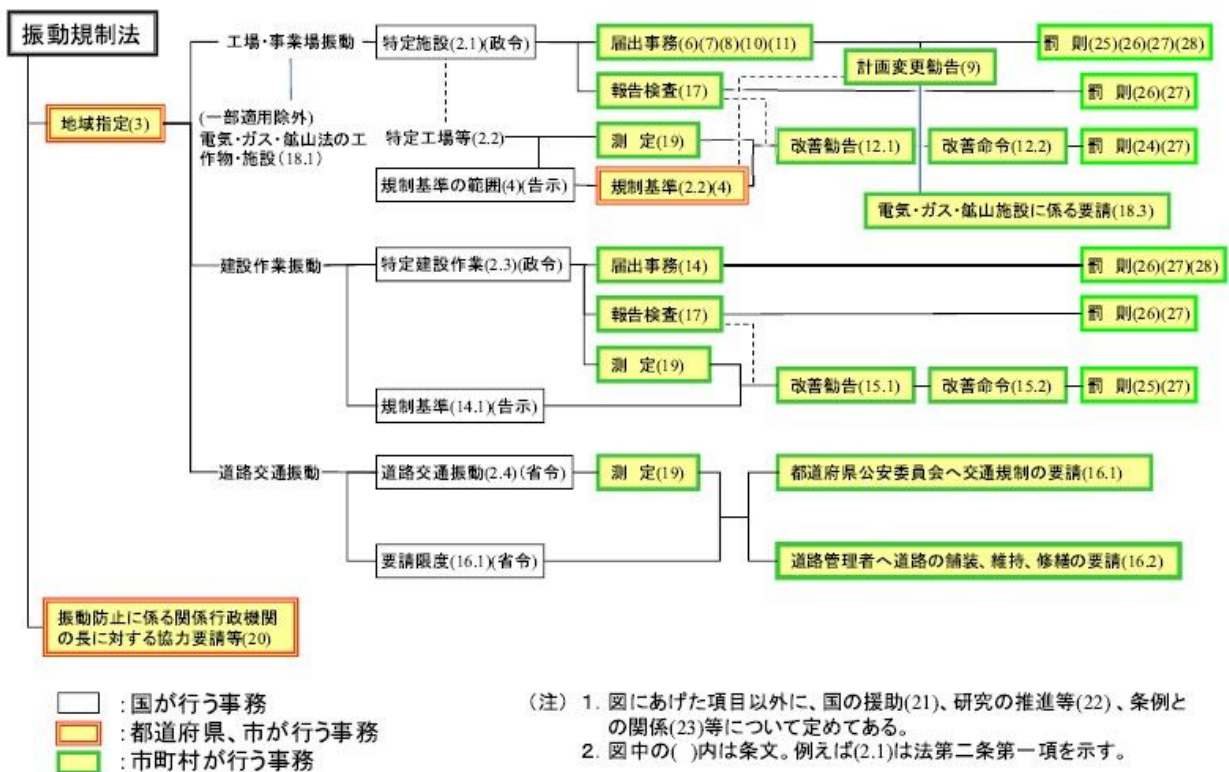 振動規制法
工場・事業場振動
特定施設(2.1)(政令)
届出事務(6)(7)(8)(10)(11)
罰 則(25)(26)(27)(28)
計画変更勧告(9)
報告検査(17)
罰 則(26)(27)
地域指定(3)
(一部適用除外)
電気・ガス・鉱山法の工
作物・施設(18.1)
特定工場等(2.2)
測 定(19)
改善勧告(12.1)
改善命令(12.2)
罰 則(24)(27)
規制基準の範囲(4)(告示)
規制基準(2.2)(4)
電気・ガス・鉱山施設に係る要請(18.3)
建設作業振動
特定建設作業(2.3)(政令)
届出事務(14)
罰 則(26)(27)(28)
報告検査(17)
罰 則(26)(27)
測 定(19)
改善勧告(15.1)
改善命令(15.2)
罰 則(25)(27)
規制基準(14.1)(告示)
道路交通振動
道路交通振動(2.4)(省令)
測 定(19)
都道府県公安委員会へ交通規制の要請(16.1)
要請限度(16.1)(省令)
道路管理者へ道路の舗装、維持、修繕の要請(16.2)
振動防止に係る関係行政機関
の長に対する協力要請等(20)
:国が行う事務
:都道府県、市が行う事務
:市町村が行う事務
(注) 1. 図にあげた項目以外に、国の援助(21)、研究の推進等(22)、条例と
の関係(23)等について定めてある。
2. 図中の( )内は条文。例えば(2.1)は法第二条第一項を示す。